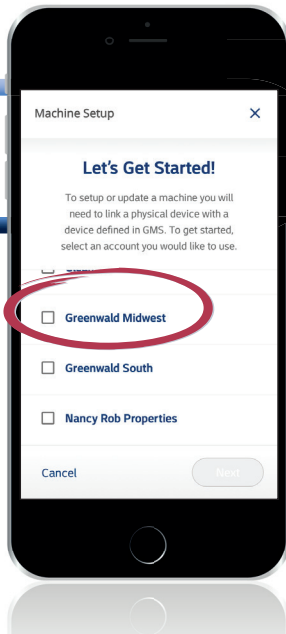 Machine Setup
Let's Get Started!
To setup or update a machine you will
need to link a physical device with a
device defined in GMS. To get started,
select an account you would like to use.
Greenwald Midwest
Greenwald South
Nancy Rob Properties
Cancel
Next